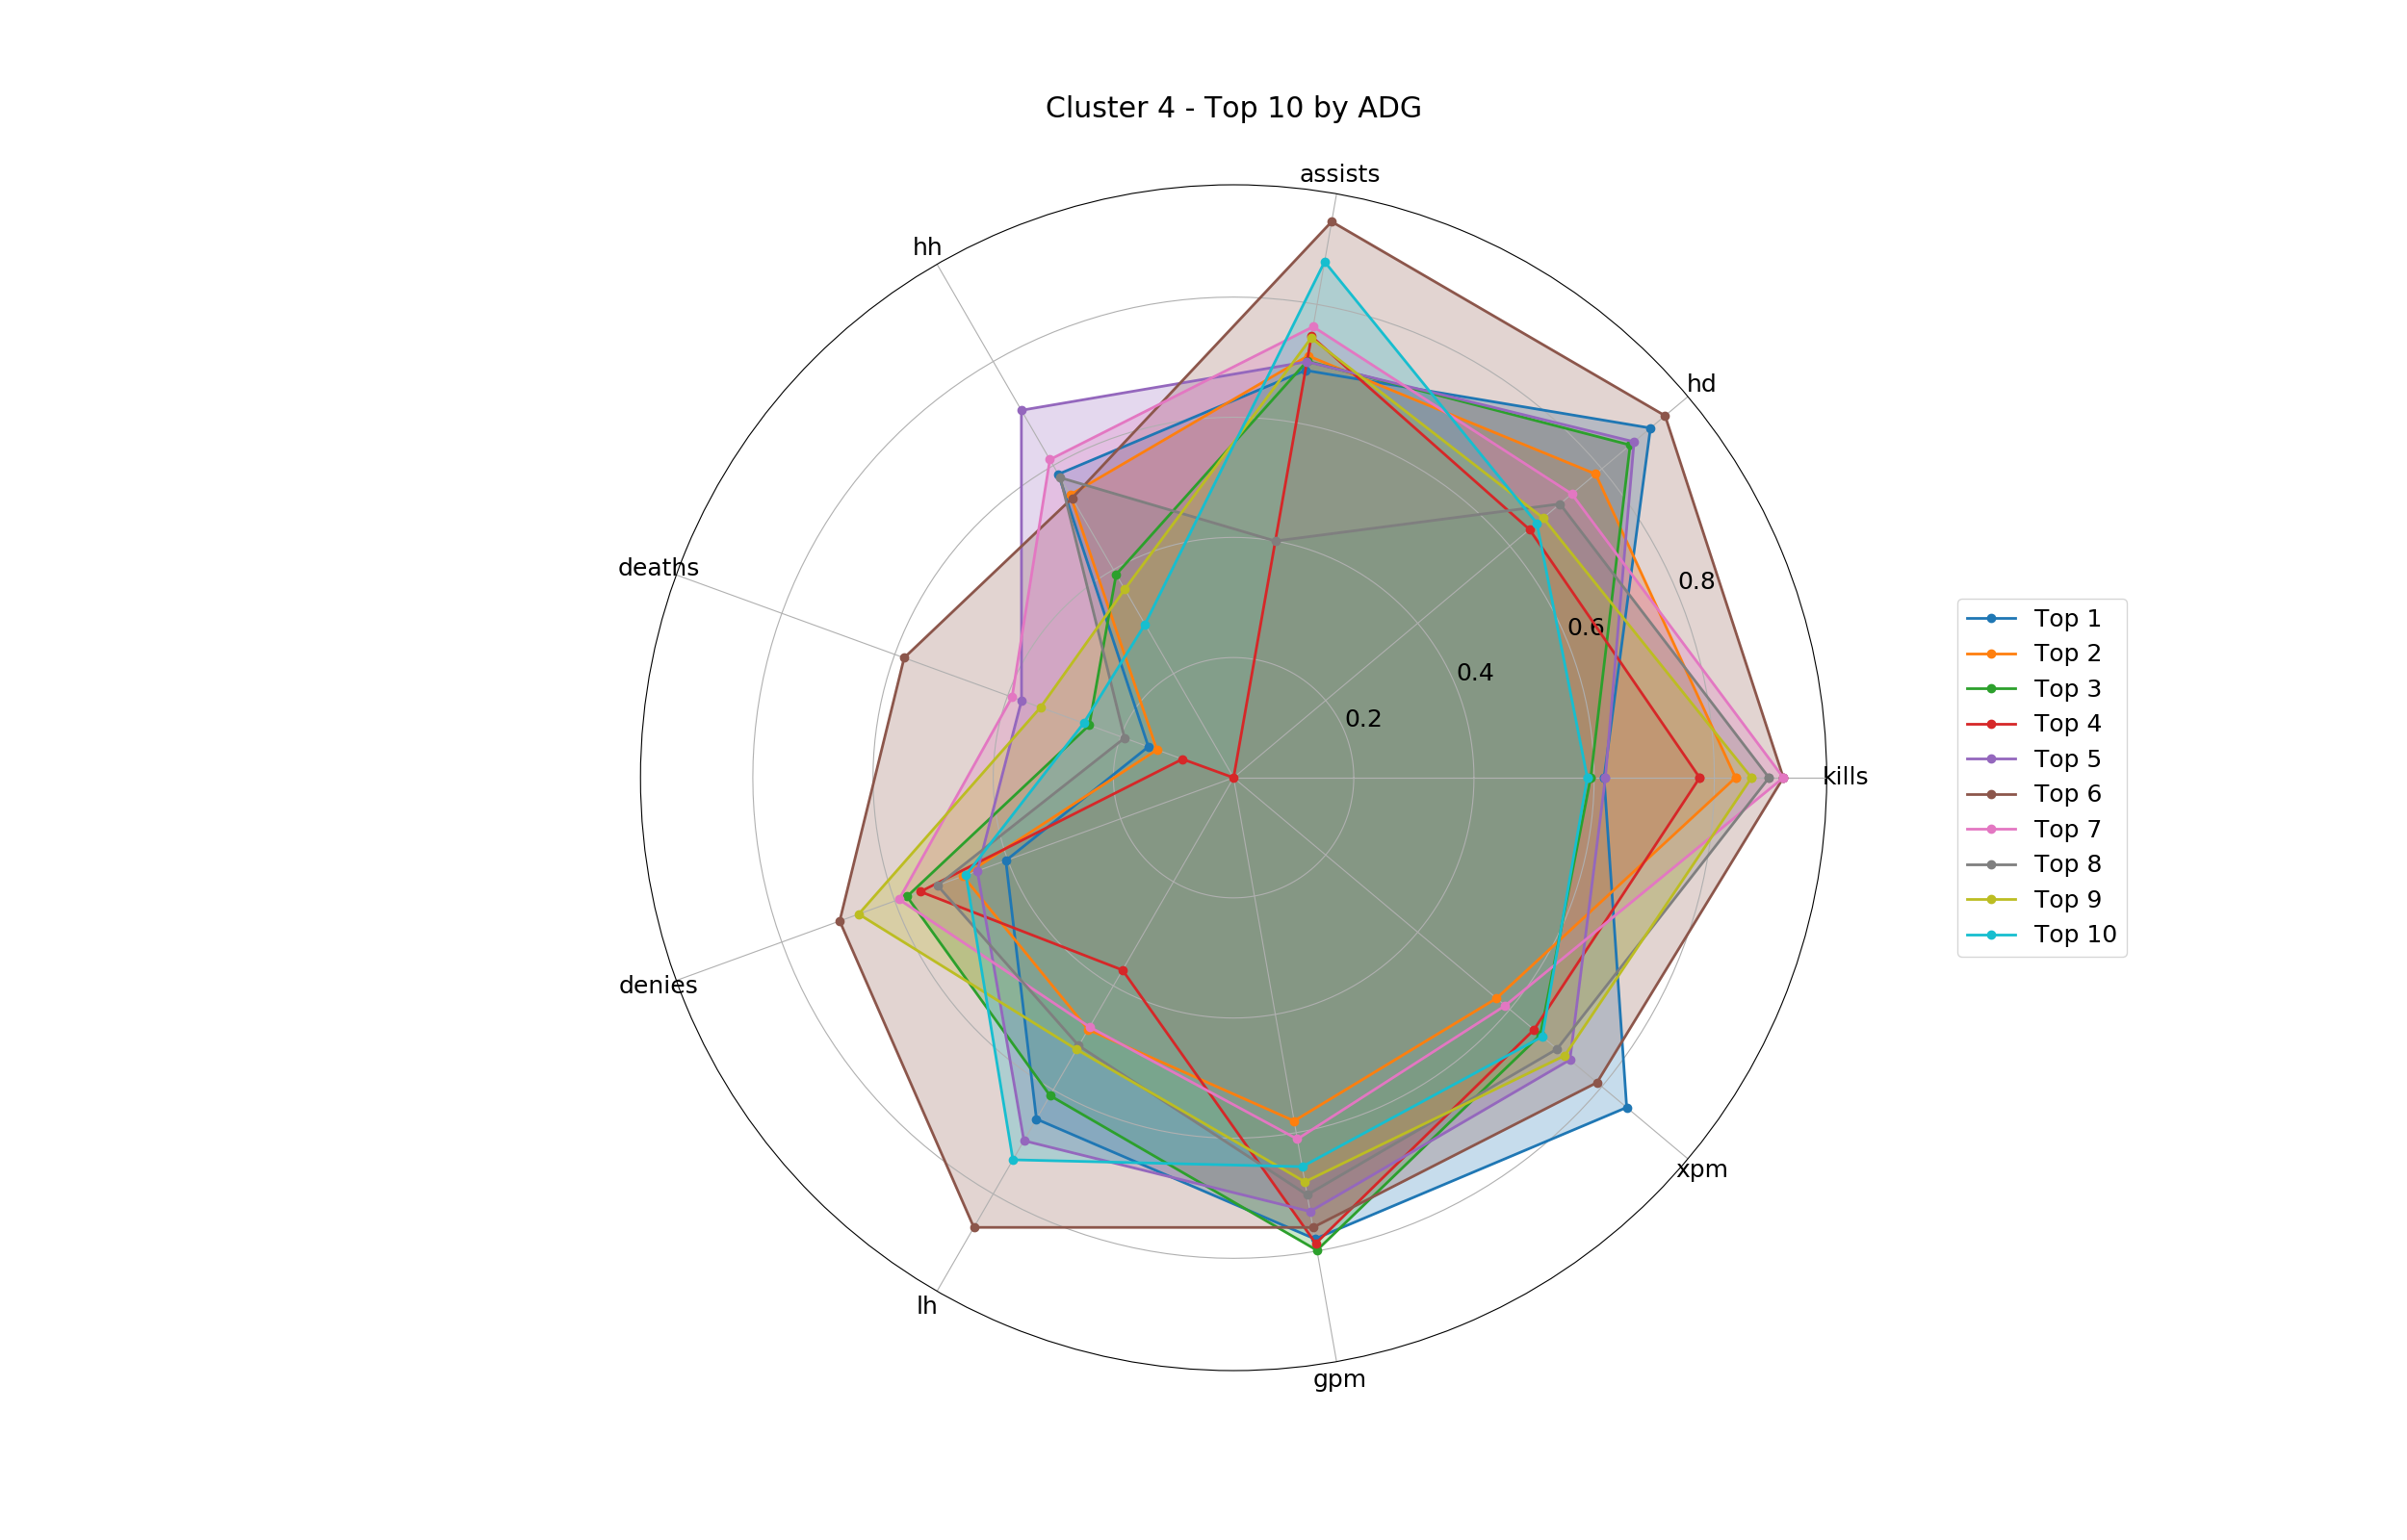 Cluster 4 - Top 10 by ADG
assists
hh
hd
deaths
0.8
0.6
0.4
0.2
kills
denies
xpm
lh
gpm
Top 1
Top 2
Top 3
Top 4
Top 5
Top 6
Top 7
Top 8
Top 9
Top 10